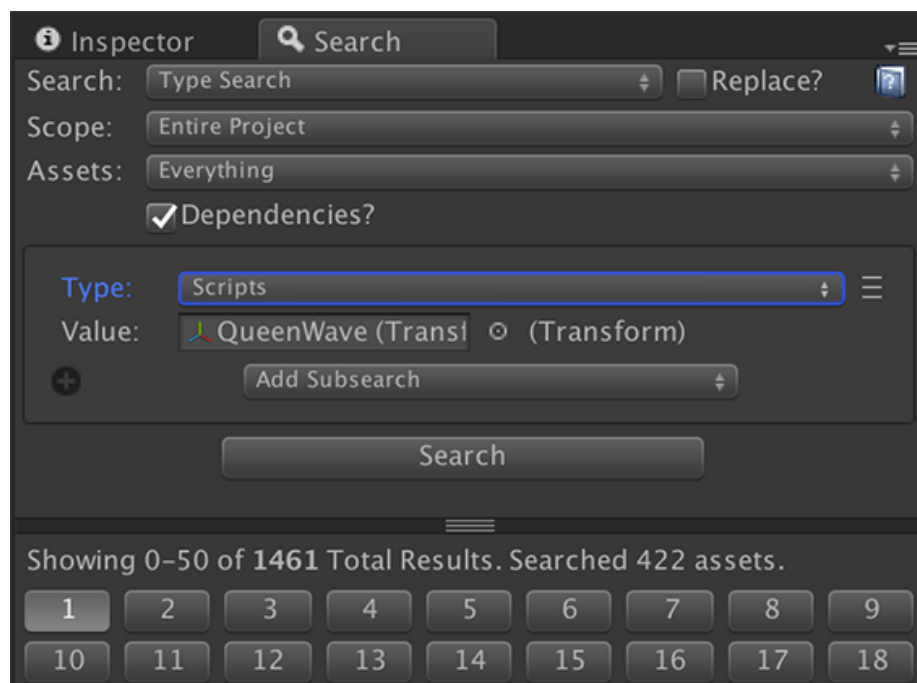 Inspector Search
Search: Type Search Replace?
Scope: Entire Project
Assets: Everything
Dependencies?
Type: Scripts
Value: QueenWave (Transf (Transform)
Add Subsearch
Search
Showing 0–50 of 1461 Total Results. Searched 422 assets.
1 2 3 4 5 6 7 8 9
10 11 12 13 14 15 16 17 18